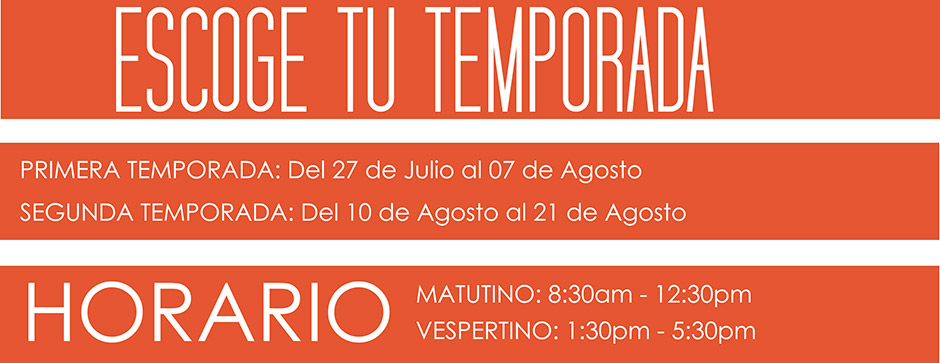 ESCOGE TU TEMPORADA
PRIMERA TEMPORADA: Del 27 de Julio al 07 de Agosto
SEGUNDA TEMPORADA: Del 10 de Agosto al 21 de Agosto
HORARIO
MATUTINO: 8:30am - 12:30pm
VESPERTINO: 1:30pm - 5:30pm